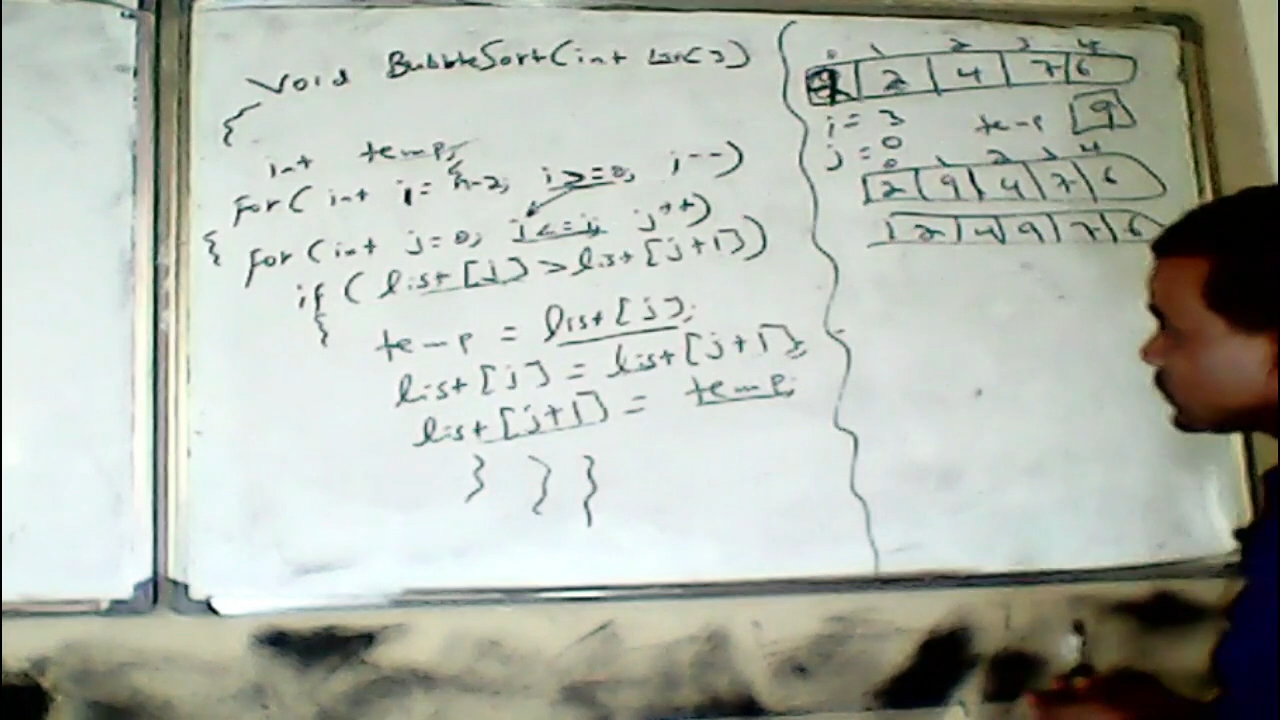 Void BubbleSort(int List[])
{
int temp;
For( int i= n-2; i>=0; i--)
{ For(int j=0; j<=i; j++)
if ( list[j] > list[j+1])
{
temp = list[j];
list[j] = list[j+1];
list[j+1] = temp;
} } }
0 1 2 3 4
9 2 4 7 6
i = 3 temp 9
j = 0
0 1 2 3 4
2 9 4 7 6
2 4 9 7 6